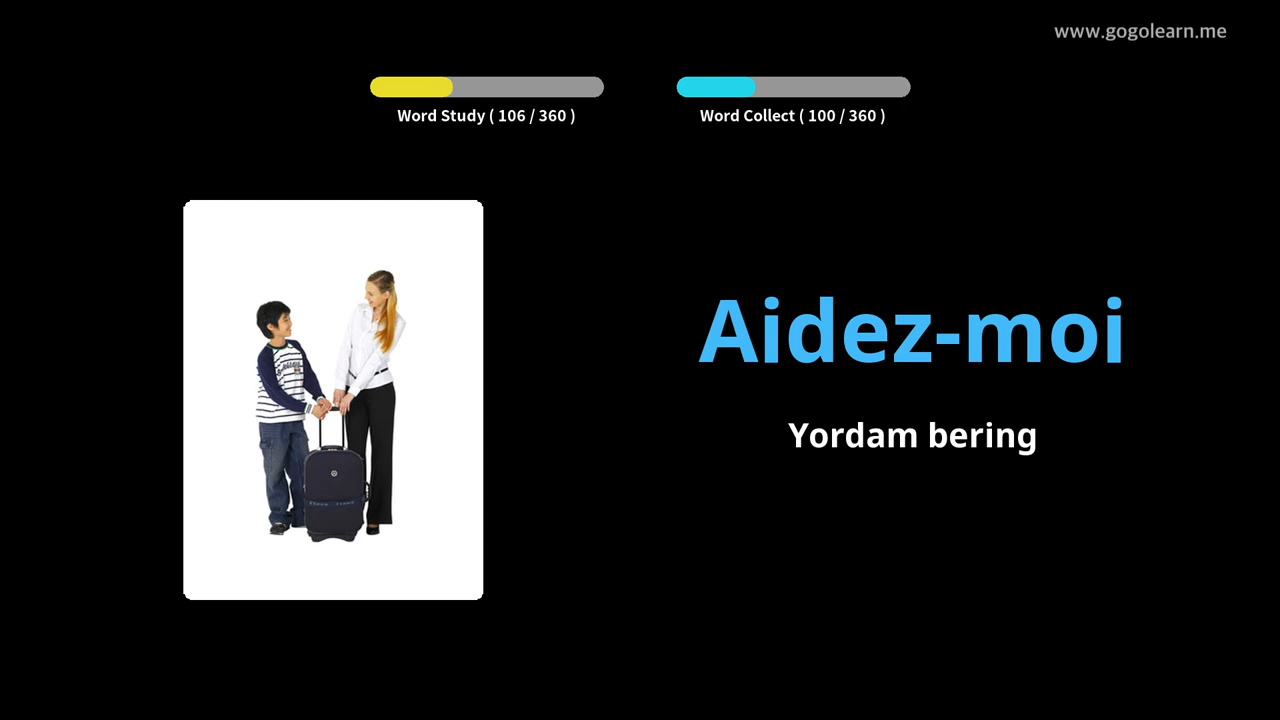 www.gogolearn.me
Word Study ( 106 / 360 )
Word Collect ( 100 / 360 )
Aidez-moi
Yordam bering